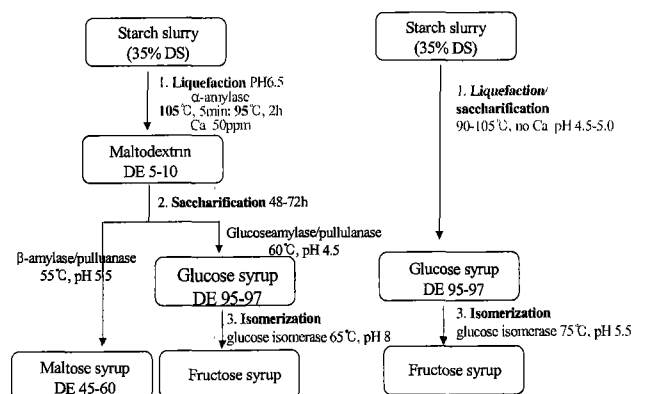 Starch slurry
(35% DS)
1. Liquefaction PH6.5
α-amylase
105℃, 5min: 95℃, 2h
Ca 50ppm
Maltodextrin
DE 5-10
2. Saccharification 48-72h
Glucoseamylase/pullulanase
60℃, pH 4.5
β-amylase/pulluanase
55℃, pH 5.5
Glucose syrup
DE 95-97
3. Isomerization
glucose isomerase 65℃, pH 8
Maltose syrup
DE 45-60
Fructose syrup
Starch slurry
(35% DS)
1. Liquefaction/
saccharification
90-105℃, no Ca pH 4.5-5.0
Glucose syrup
DE 95-97
3. Isomerization
glucose isomerase 75℃, pH 5.5
Fructose syrup